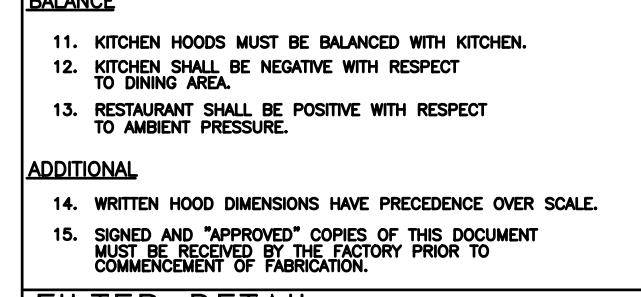 BALANCE
11. KITCHEN HOODS MUST BE BALANCED WITH KITCHEN.
12. KITCHEN SHALL BE NEGATIVE WITH RESPECT
TO DINING AREA.
13. RESTAURANT SHALL BE POSITIVE WITH RESPECT
TO AMBIENT PRESSURE.
ADDITIONAL
14. WRITTEN HOOD DIMENSIONS HAVE PRECEDENCE OVER SCALE.
15. SIGNED AND "APPROVED" COPIES OF THIS DOCUMENT
MUST BE RECEIVED BY THE FACTORY PRIOR TO
COMMENCEMENT OF FABRICATION.
FILTER DETAIL